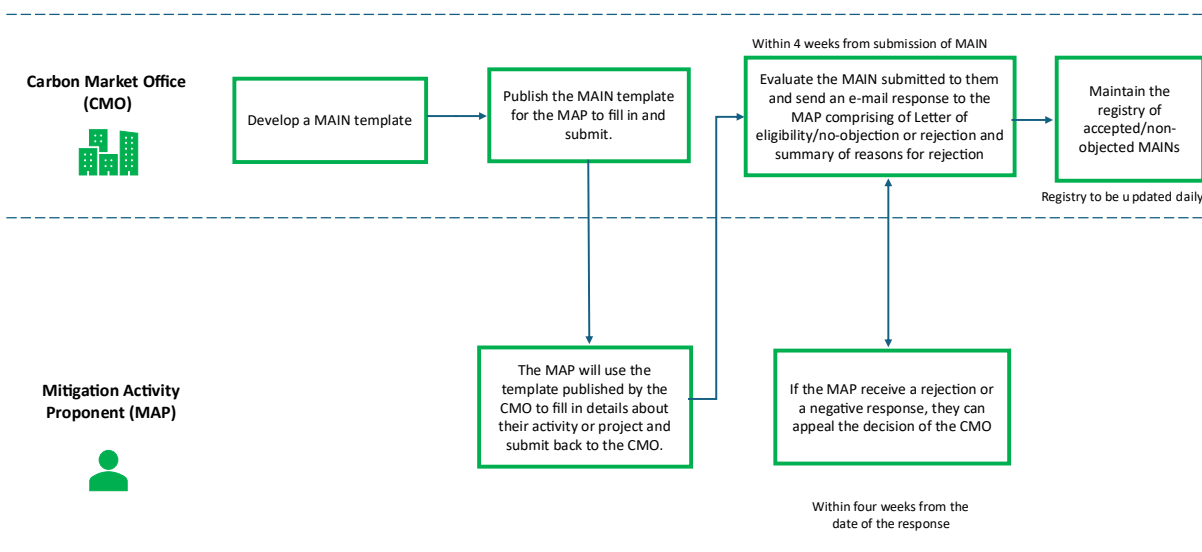 Carbon Market Office
(CMO)
Develop a MAIN template
Publish the MAIN template
for the MAP to fill in and
submit.
Within 4 weeks from submission of MAIN
Evaluate the MAIN submitted to them
and send an e-mail response to the
MAP comprising of Letter of
eligibility/no-objection or rejection and
summary of reasons for rejection
Maintain the
registry of
accepted/non-
objected MAINs
Registry to be updated daily
Mitigation Activity
Proponent (MAP)
The MAP will use the
template published by the
CMO to fill in details about
their activity or project and
submit back to the CMO.
If the MAP receive a rejection or
a negative response, they can
appeal the decision of the CMO
Within four weeks from the
date of the response